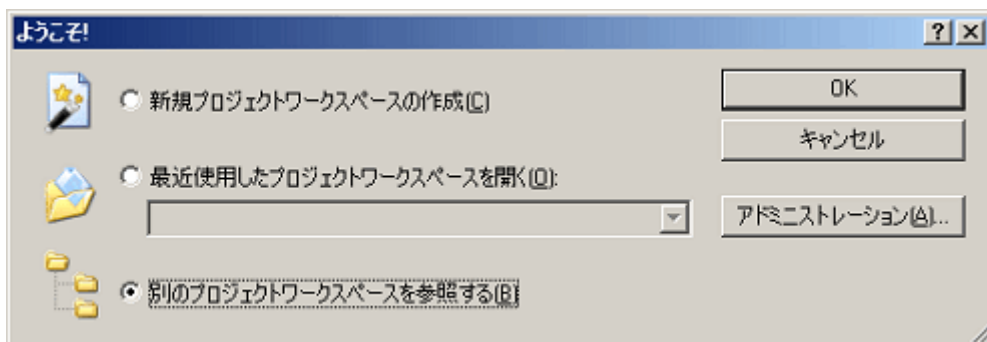 ようこそ!
新規プロジェクトワークスペースの作成(C)
最近使用したプロジェクトワークスペースを開く(O):
別のプロジェクトワークスペースを参照する(B)
OK
キャンセル
アドミニストレーション(A)...